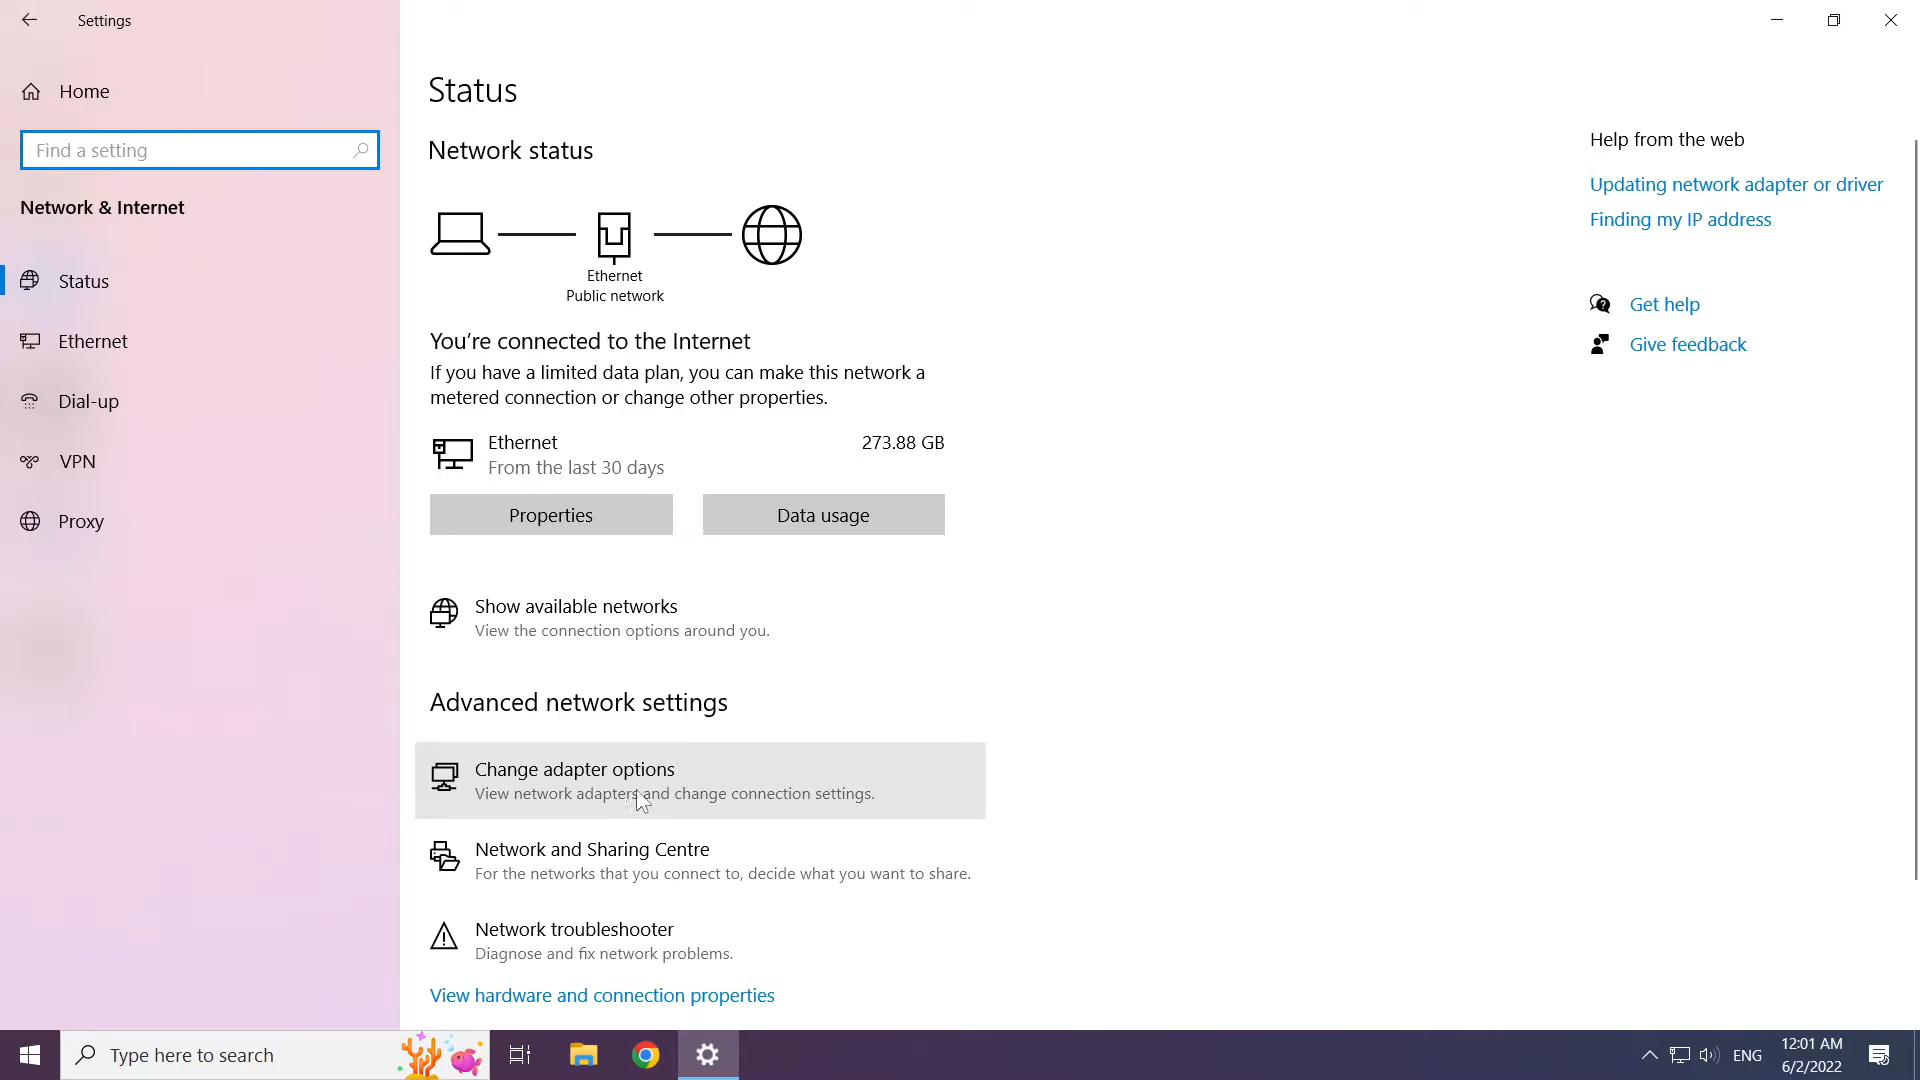 Settings
Home
Find a setting
Network & Internet
Status
Ethernet
Dial-up
VPN
Proxy
Status
Network status
Ethernet
Public network
You're connected to the Internet
If you have a limited data plan, you can make this network a
metered connection or change other properties.
Ethernet 273.88 GB
From the last 30 days
Properties Data usage
Show available networks
View the connection options around you.
Advanced network settings
Change adapter options
View network adapters and change connection settings.
Network and Sharing Centre
For the networks that you connect to, decide what you want to share.
Network troubleshooter
Diagnose and fix network problems.
View hardware and connection properties
Help from the web
Updating network adapter or driver
Finding my IP address
Get help
Give feedback
Type here to search
ENG
12:01 AM
6/2/2022